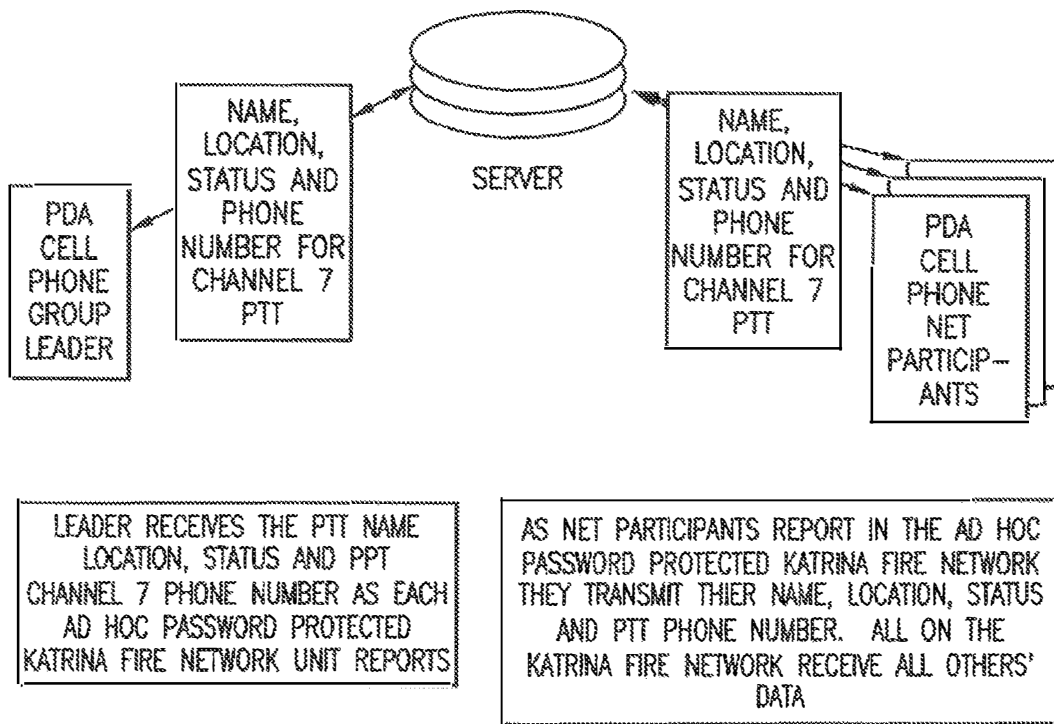 NAME,
LOCATION,
STATUS AND
PHONE
NUMBER FOR
CHANNEL 7
PTT
SERVER
NAME,
LOCATION,
STATUS AND
PHONE
NUMBER FOR
CHANNEL 7
PTT
PDA
CELL
PHONE
GROUP
LEADER
PDA
CELL
PHONE
NET
PARTICIP-
ANTS
LEADER RECEIVES THE PTT NAME
LOCATION, STATUS AND PPT
CHANNEL 7 PHONE NUMBER AS EACH
AD HOC PASSWORD PROTECTED
KATRINA FIRE NETWORK UNIT REPORTS
AS NET PARTICIPANTS REPORT IN THE AD HOC
PASSWORD PROTECTED KATRINA FIRE NETWORK
THEY TRANSMIT THIER NAME, LOCATION, STATUS
AND PTT PHONE NUMBER. ALL ON THE
KATRINA FIRE NETWORK RECEIVE ALL OTHERS'
DATA